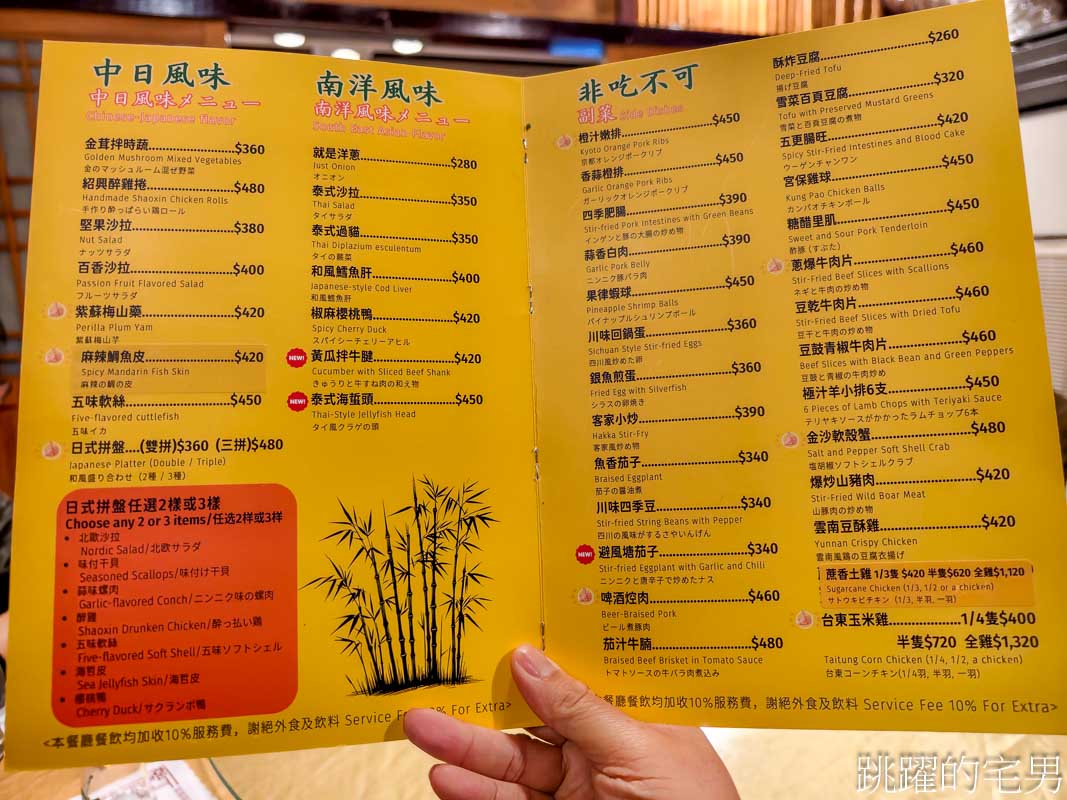 中日風味
中日風味メニュー
Chinese-Japanese flavor
金茸拌時蔬...$360
Golden Mushroom Mixed Vegetables
金のマッシュルーム混ぜ野菜
紹興醉雞捲...$480
Handmade Shaoxin Chicken Rolls
手作り酔っぱらい鶏ロール
堅果沙拉...$380
Nut Salad
ナッツサラダ
百香沙拉...$400
Passion Fruit Flavored Salad
フルーツサラダ
紫蘇梅山藥...$420
Perilla Plum Yam
紫蘇梅山芋
麻辣鯛魚皮...$420
Spicy Mandarin Fish Skin
麻辣の鯛の皮
五味軟絲...$450
Five-flavored cuttlefish
五味イカ
日式拼盤....(雙拼)$360 (三拼)$480
Japanese Platter (Double / Triple)
和風盛り合わせ（2種 / 3種）
日式拼盤任選2樣或3樣
Choose any 2 or 3 items/任选2样或3样
• 北歐沙拉
Nordic Salad/北欧サラダ
• 味付干貝
Seasoned Scallops/味付け干貝
• 蒜味螺肉
Garlic-flavored Conch/ニンニク味の螺肉
• 醉雞
Shaoxin Drunken Chicken/酔っ払い鶏
• 五味軟絲
Five-flavored Soft Shell/五味ソフトシェル
• 海哲皮
Sea Jellyfish Skin/海哲皮
• 櫻桃鴨
Cherry Duck/サクランボ鴨
<本餐廳餐飲均加收10%服務費，謝絕外食及飲料 Service Fee 10% For Extra>
南洋風味
南洋風味メニュー
South East Asian Flavor
就是洋蔥...$280
Just Onion
オニオン
泰式沙拉...$350
Thai Salad
タイサラダ
泰式過貓...$350
Thai Diplazium esculentum
タイの蕨菜
和風鱈魚肝...$400
Japanese-style Cod Liver
和風鱈魚肝
椒麻櫻桃鴨...$420
Spicy Cherry Duck
スパイシーチェリーアヒル
NEW! 黃瓜拌牛腱...$420
Cucumber with Sliced Beef Shank
きゅうりと牛すね肉の和え物
NEW! 泰式海蜇頭...$450
Thai-Style Jellyfish Head
タイ風クラゲの頭
非吃不可
副菜 Side Dishes
橙汁嫩排...$450
Kyoto Orange Pork Ribs
京都オレンジポークリブ
香蒜橙排...$450
Garlic Orange Pork Ribs
ガーリックオレンジポークリブ
四季肥腸...$390
Stir-fried Pork Intestines with Green Beans
インゲンと豚の大腸の炒め物
蒜香白肉...$390
Garlic Pork Belly
ニンニク豚バラ肉
果律蝦球...$450
Pineapple Shrimp Balls
パイナップルシュリンプボール
川味回鍋蛋...$360
Sichuan Style Stir-fried Eggs
四川風炒めた卵
銀魚煎蛋...$360
Fried Egg with Silverfish
シラスの卵焼き
客家小炒...$390
Hakka Stir-Fry
客家風炒め物
魚香茄子...$340
Braised Eggplant
茄子の醤油煮
川味四季豆...$340
Stir-fried String Beans with Pepper
四川の風味がするさやいんげん
NEW! 避風塘茄子...$340
Stir-fried Eggplant with Garlic and Chili
ニンニクと唐辛子で炒めたナス
啤酒焢肉...$460
Beer-Braised Pork
ビール煮豚肉
茄汁牛腩...$480
Braised Beef Brisket in Tomato Sauce
トマトソースの牛バラ肉煮込み
酥炸豆腐...$260
Deep-Fried Tofu
揚げ豆腐
雪菜百頁豆腐...$320
Tofu with Preserved Mustard Greens
雪菜と百頁豆腐の煮物
五更腸旺...$420
Spicy Stir-Fried Intestines and Blood Cake
ウーゲンチャンワン
宮保雞球...$450
Kung Pao Chicken Balls
カンパオチキンボール
糖醋里肌...$450
Sweet and Sour Pork Tenderloin
酢豚（すぶた）
蔥爆牛肉片...$460
Stir-Fried Beef Slices with Scallions
ネギと牛肉の炒め物
豆乾牛肉片...$460
Stir-Fried Beef Slices with Dried Tofu
豆干と牛肉の炒め物
豆鼓青椒牛肉片...$460
Beef Slices with Black Bean and Green Peppers
豆鼓と青椒の牛肉炒め
極汁羊小排6支...$450
6 Pieces of Lamb Chops with Teriyaki Sauce
テリヤキソースがかかったラムチョップ6本
金沙軟殼蟹...$480
Salt and Pepper Soft Shell Crab
塩胡椒ソフトシェルクラブ
爆炒山豬肉...$420
Stir-Fried Wild Boar Meat
山豚肉の炒め物
雲南豆酥雞...$420
Yunnan Crispy Chicken
雲南風鶏の豆腐衣揚げ
蔗香土雞 1/3隻 $420 半隻$620 全雞$1,120
Sugarcane Chicken (1/3, 1/2 or a chicken)
サトウキビチキン（1/3, 半羽, 一羽）
台東玉米雞...1/4隻$400
半隻$720 全雞$1,320
Taitung Corn Chicken (1/4, 1/2, a chicken)
台東コーンチキン(1/4羽, 半羽, 一羽)
餐廳餐飲均加收10%服務費，謝絕外食及飲料 Service Fee 10% For Extra>
跳躍的宅男